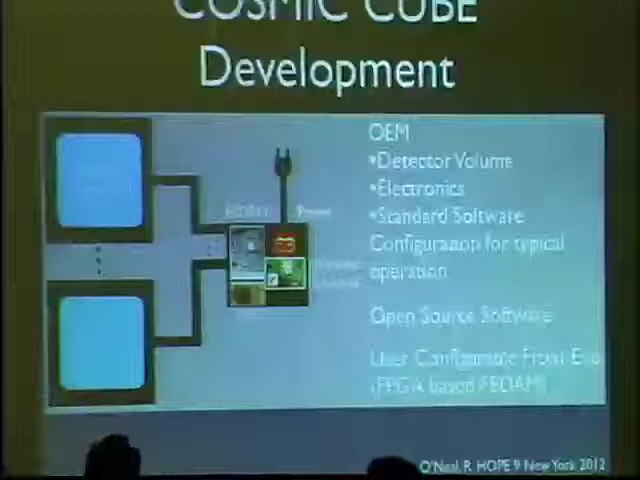 COSMIC CUBE
Development
OEM
•Detector Volume
•Electronics
•Standard Software
Configuration for typical
operation
Power
Open Source Software
User Configurable Front End
(FPGA based
O'Neal, R. HOPE 9 New York 2012